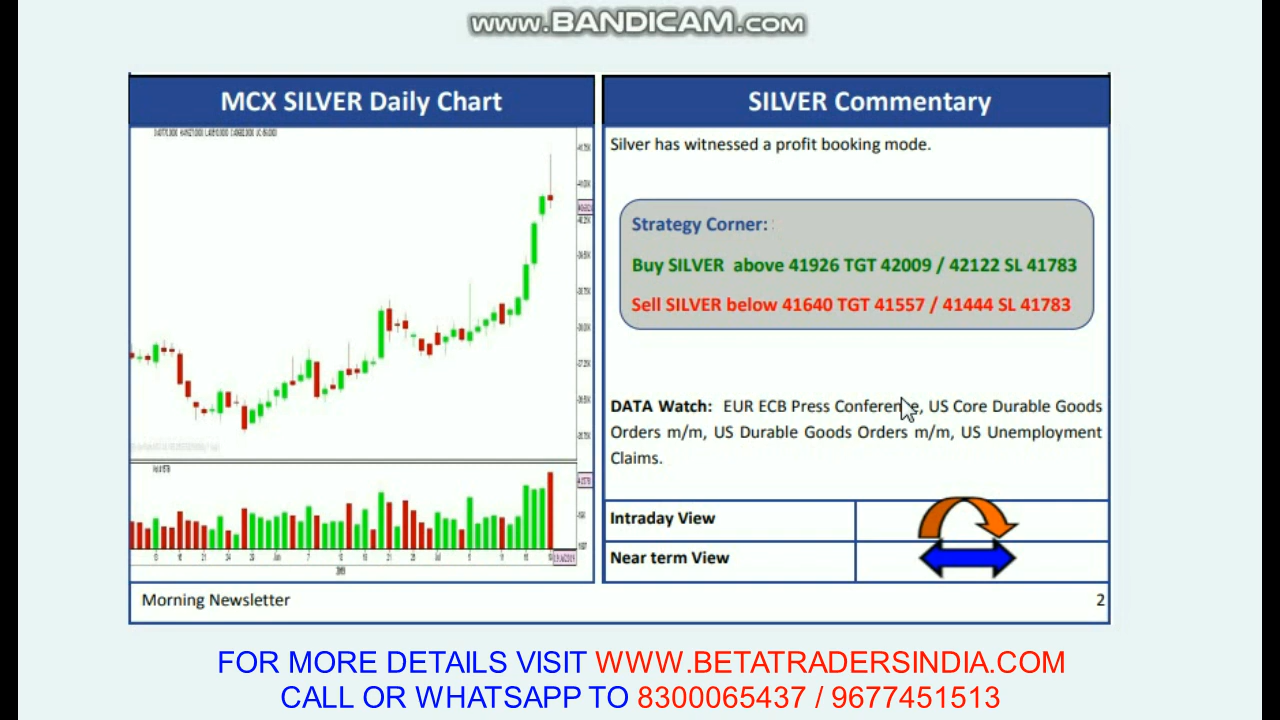 www.BANDICAM.com
MCX SILVER Daily Chart
SILVER Commentary
Silver has witnessed a profit booking mode.
Strategy Corner:
Buy SILVER above 41926 TGT 42009 / 42122 SL 41783
Sell SILVER below 41640 TGT 41557 / 41444 SL 41783
DATA Watch: EUR ECB Press Conference, US Core Durable Goods
Orders m/m, US Durable Goods Orders m/m, US Unemployment
Claims.
Intraday View
Near term View
Morning Newsletter
2
FOR MORE DETAILS VISIT WWW.BETATRADERSINDIA.COM
CALL OR WHATSAPP TO 8300065437 / 9677451513